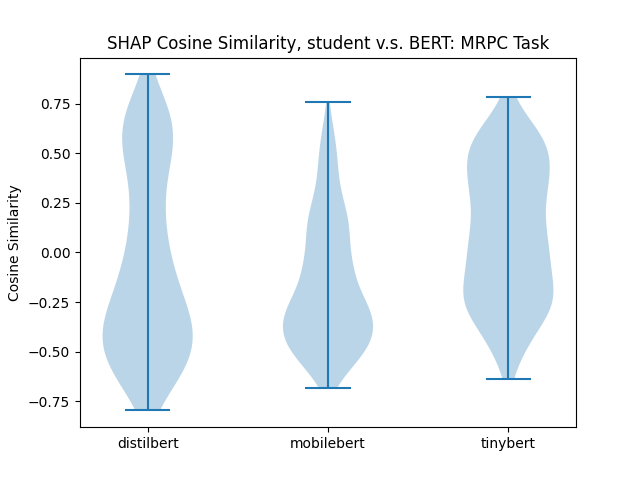 SHAP Cosine Similarity, student v.s. BERT: MRPC Task
Cosine Similarity
0.75
0.50
0.25
0.00
−0.25
−0.50
−0.75
distilbert mobilebert tinybert